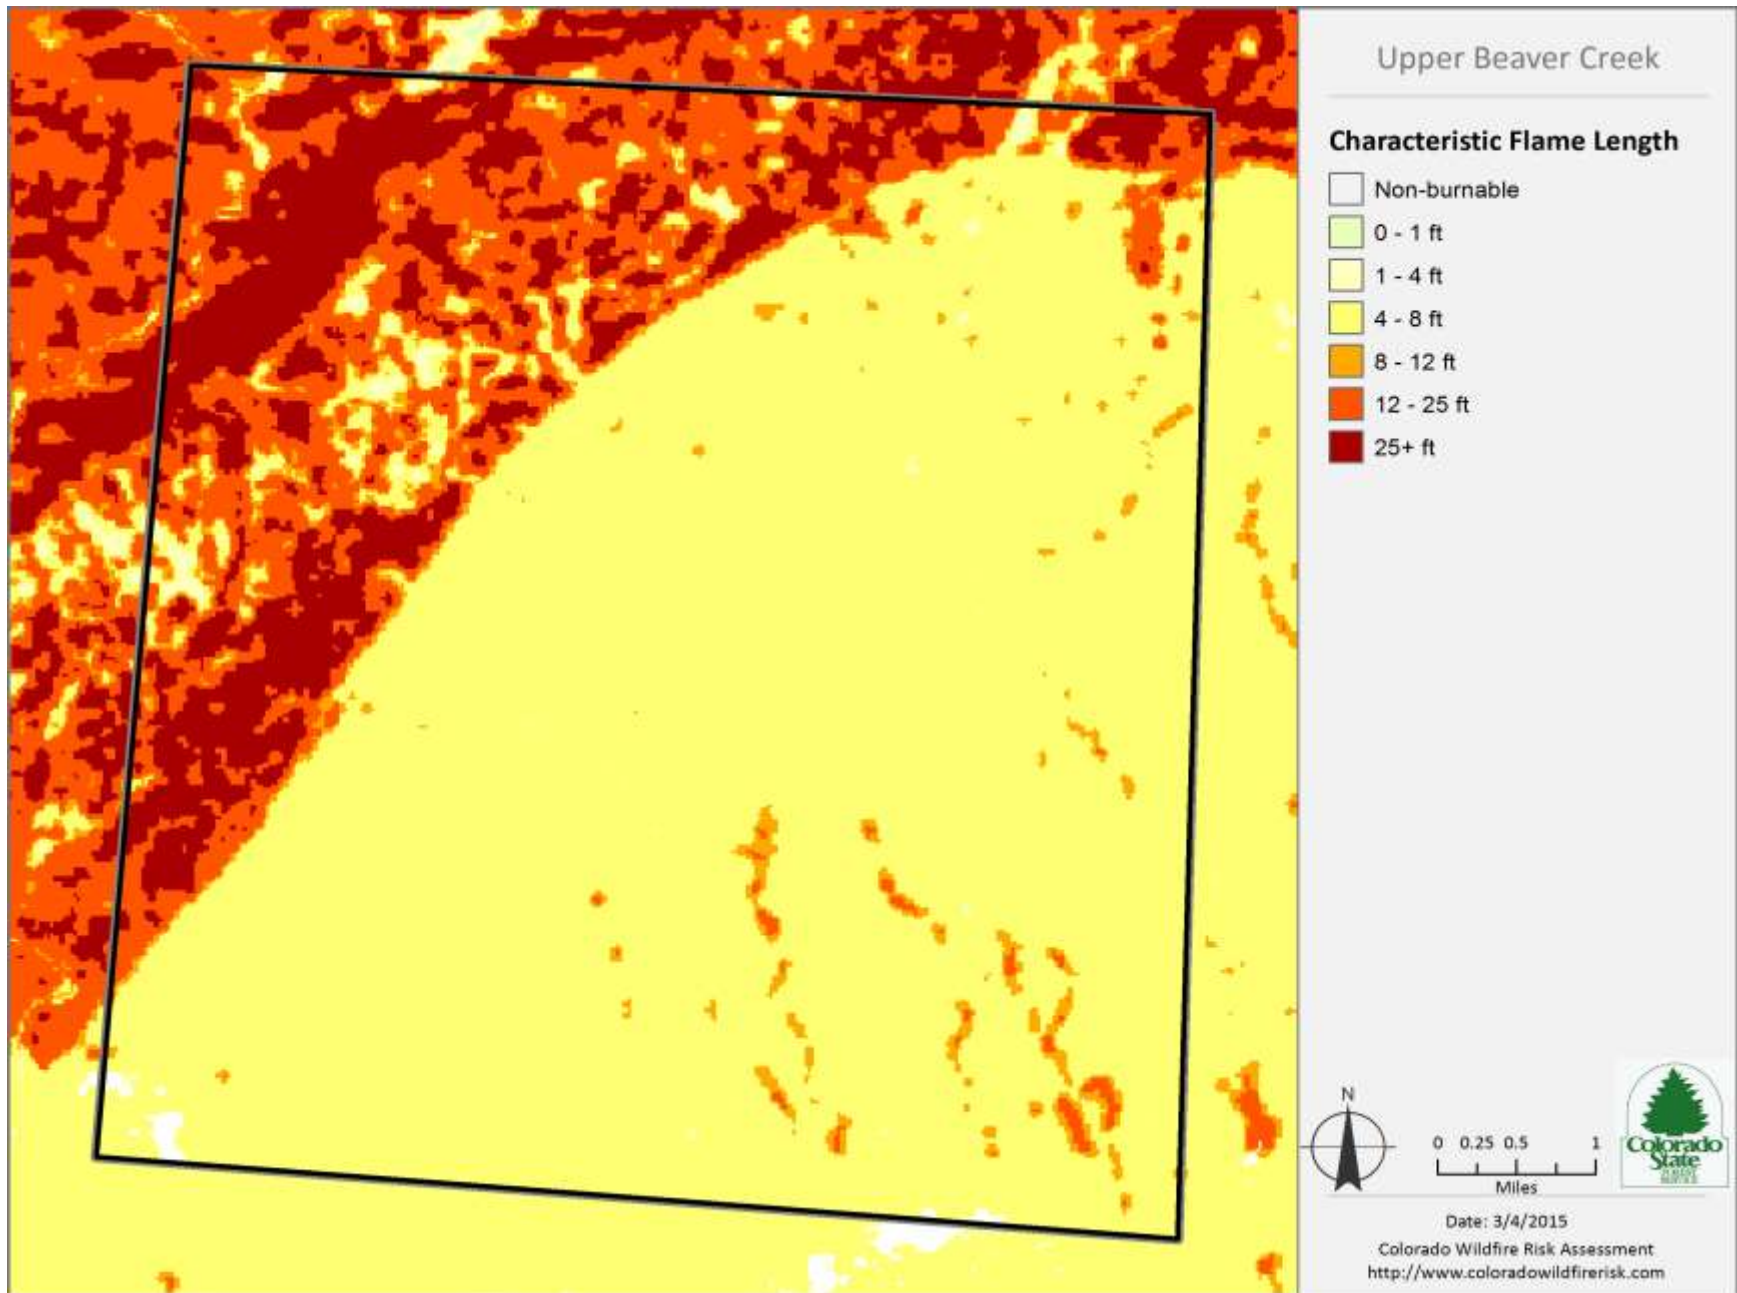 Upper Beaver Creek
Characteristic Flame Length
Non-burnable
0 - 1 ft
1 - 4 ft
4 - 8 ft
8 - 12 ft
12 - 25 ft
25+ ft
N
0 0.25 0.5 1
Miles
Colorado
State
Date: 3/4/2015
Colorado Wildfire Risk Assessment
http://www.coloradowildfirerisk.com